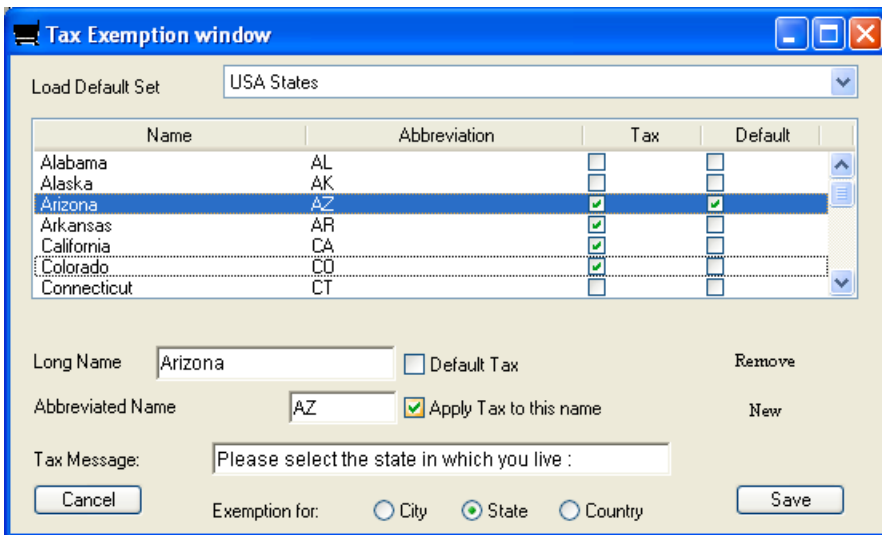 Tax Exemption window
Load Default Set USA States
Name Abbreviation Tax Default
Alabama AL
Alaska AK
Arizona AZ
Arkansas AR
California CA
Colorado CO
Connecticut CT
Long Name Arizona Default Tax Remove
Abbreviated Name AZ Apply Tax to this name New
Tax Message: Please select the state in which you live :
Cancel Exemption for: City State Country Save